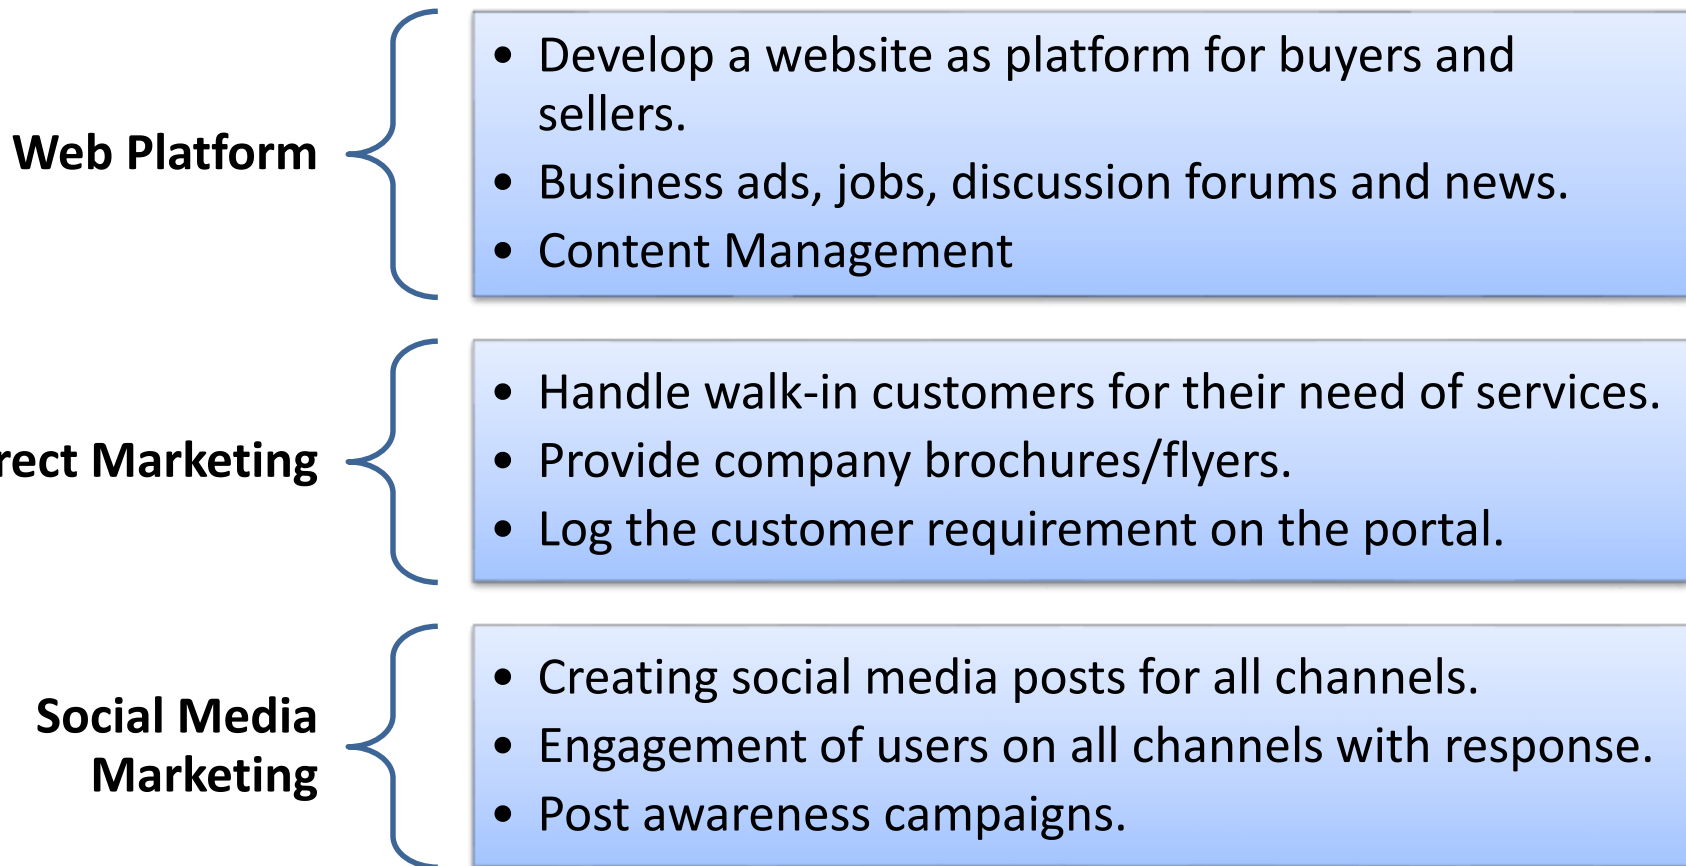 Web Platform
• Develop a website as platform for buyers and
sellers.
• Business ads, jobs, discussion forums and news.
• Content Management
rect Marketing
• Handle walk-in customers for their need of services.
• Provide company brochures/flyers.
• Log the customer requirement on the portal.
Social Media
Marketing
• Creating social media posts for all channels.
• Engagement of users on all channels with response.
• Post awareness campaigns.